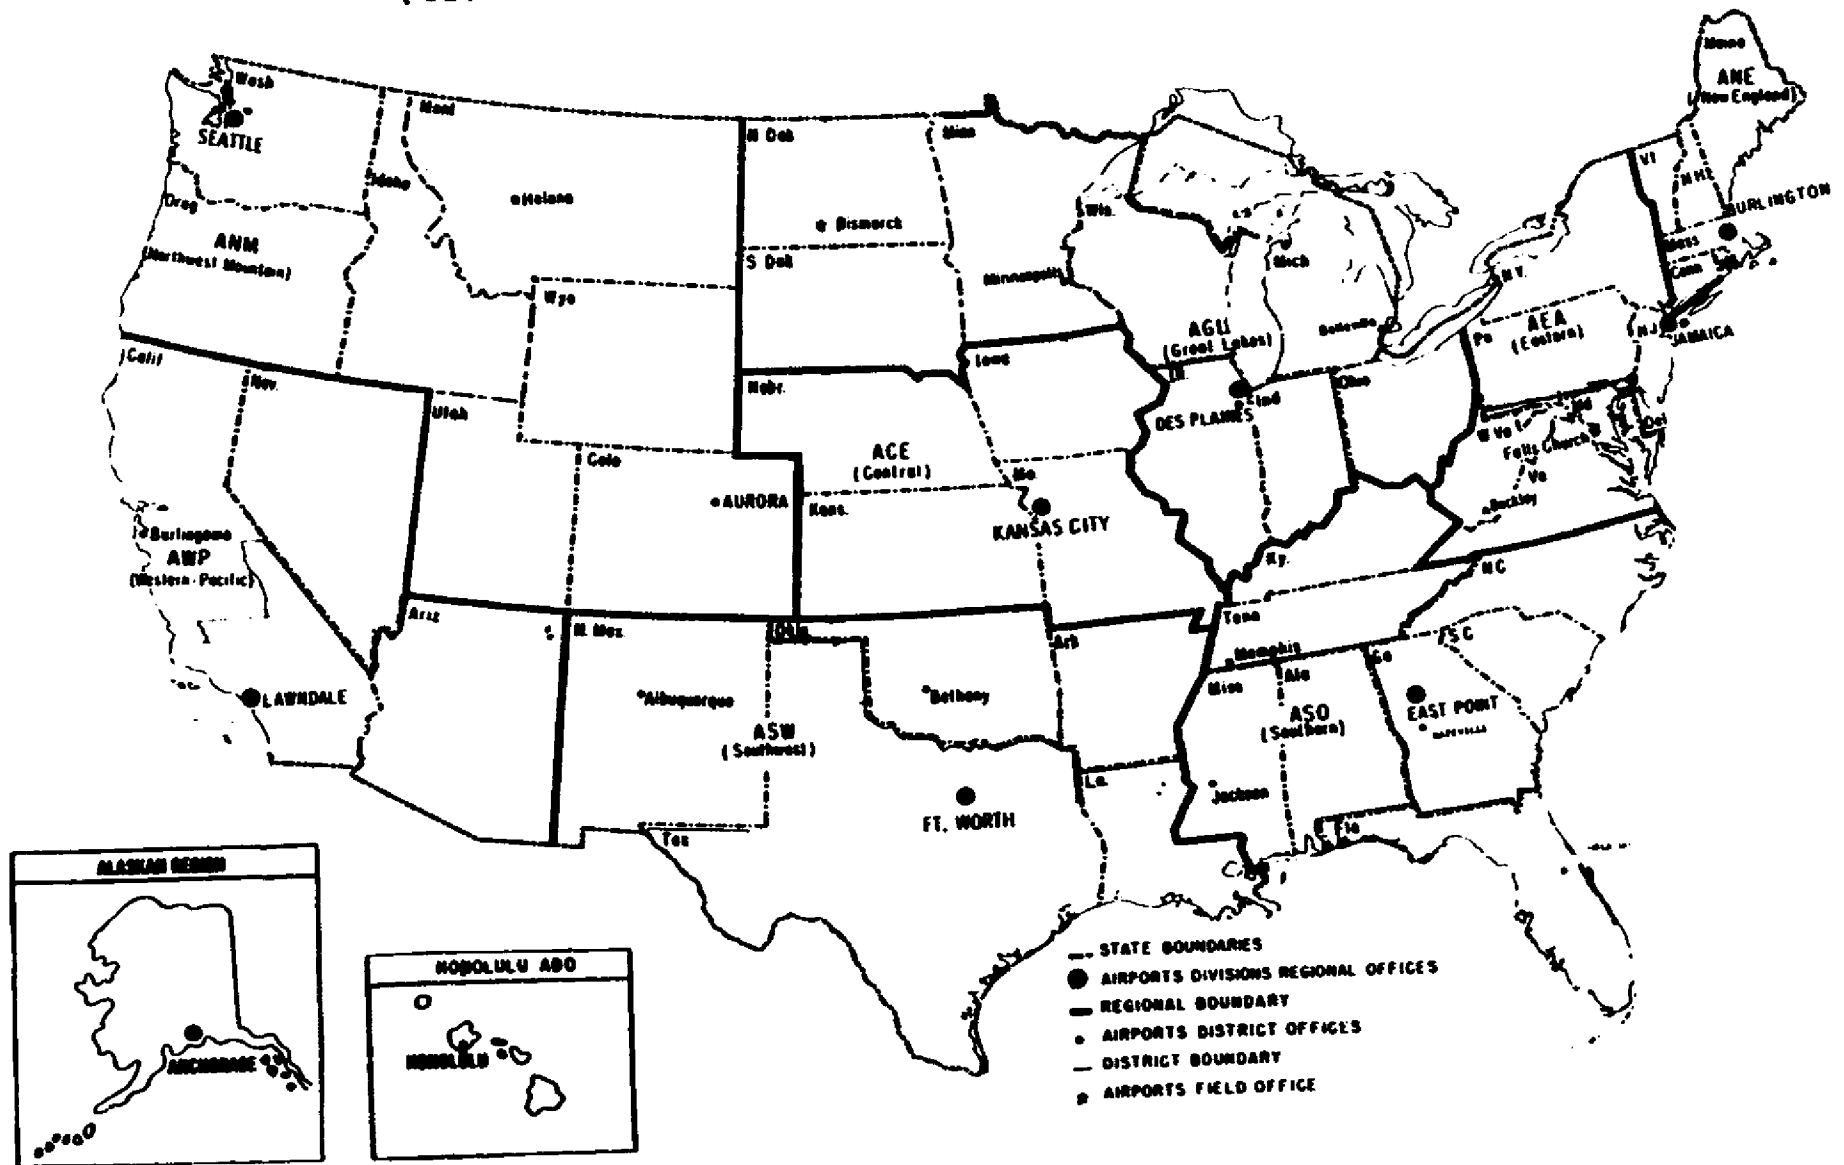 Wash
SEATTLE
Oreg
ANM
(Northwest Mountain)
Idaho
Mont
Helena
Wyo
N Dak
Bismarck
S Dak
Minn
Minneapolis
Wis.
Mich
AGL
(Great Lakes)
Belleville
Ill
DES PLAINES
Ind
Ohio
Maine
ANE
(New England)
VT
NH
BURLINGTON
Mass
Conn
N.Y.
AEA
(Eastern)
Pa
NJ
JAMAICA
Md
Del
W Va
Falls Church
Va
Beckley
Calif
Nev.
Utah
Colo
AURORA
Burlingame
AWP
(Western-Pacific)
LAWNDALE
Ariz
Nebr.
Iowa
ACE
(Central)
Kans.
Mo
KANSAS CITY
Ky.
Tenn
Memphis
NC
SC
N. Mex.
Albuquerque
Okla
Bethany
ASW
(Southwest)
Ark
La.
FT. WORTH
Tex
Miss
Ala
Ga
Jackson
ASO
(Southern)
EAST POINT
Fla
ALASKAN REGION
ANCHORAGE
HONOLULU ADO
HONOLULU
STATE BOUNDARIES
AIRPORTS DIVISIONS REGIONAL OFFICES
REGIONAL BOUNDARY
AIRPORTS DISTRICT OFFICES
DISTRICT BOUNDARY
AIRPORTS FIELD OFFICE